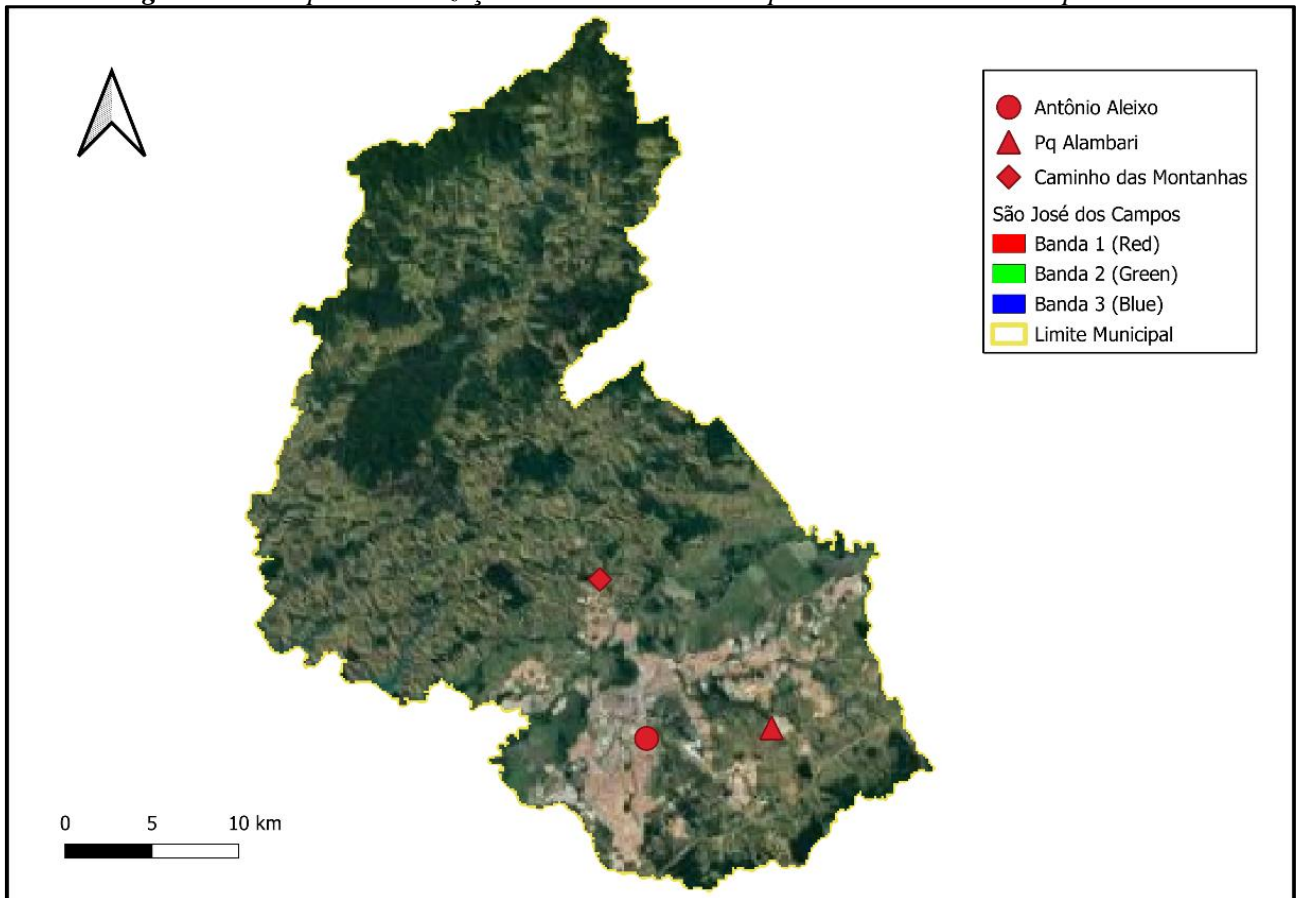 Antônio Aleixo
Pq Alambari
Caminho das Montanhas
São José dos Campos
Banda 1 (Red)
Banda 2 (Green)
Banda 3 (Blue)
Limite Municipal
0 5 10 km